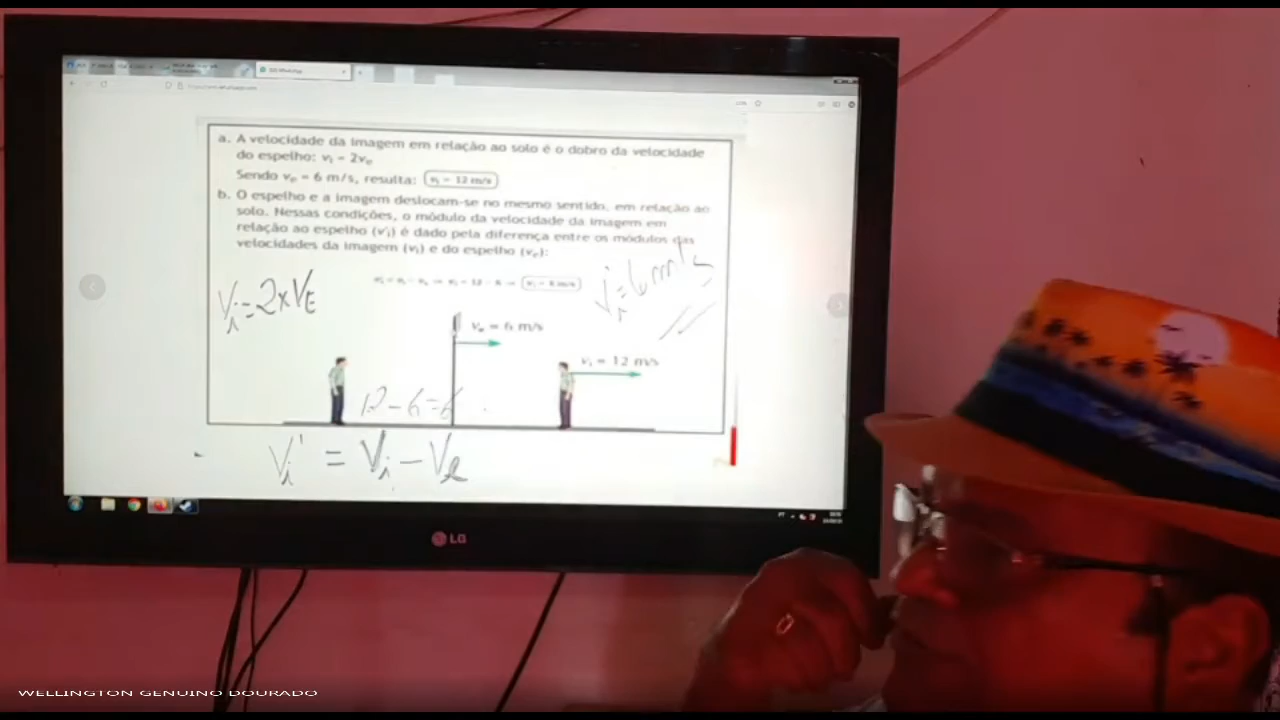 a. A velocidade da imagem em relação ao solo é o dobro da velocidade
do espelho: vᵢ = 2vₑ
Sendo vₑ = 6 m/s, resulta: vᵢ = 12 m/s
b. O espelho e a imagem deslocam-se no mesmo sentido, em relação ao
solo. Nessas condições, o módulo da velocidade da imagem em
relação ao espelho (v'ᵢ) é dado pela diferença entre os módulos das
velocidades da imagem (vᵢ) e do espelho (vₑ):
Vi = 2xVE
vₑ = 6 m/s
vᵢ = 12 m/s
12 - 6 = 6
Vi' = Vi - Ve
LG
WELLINGTON GENUINO DOURADO